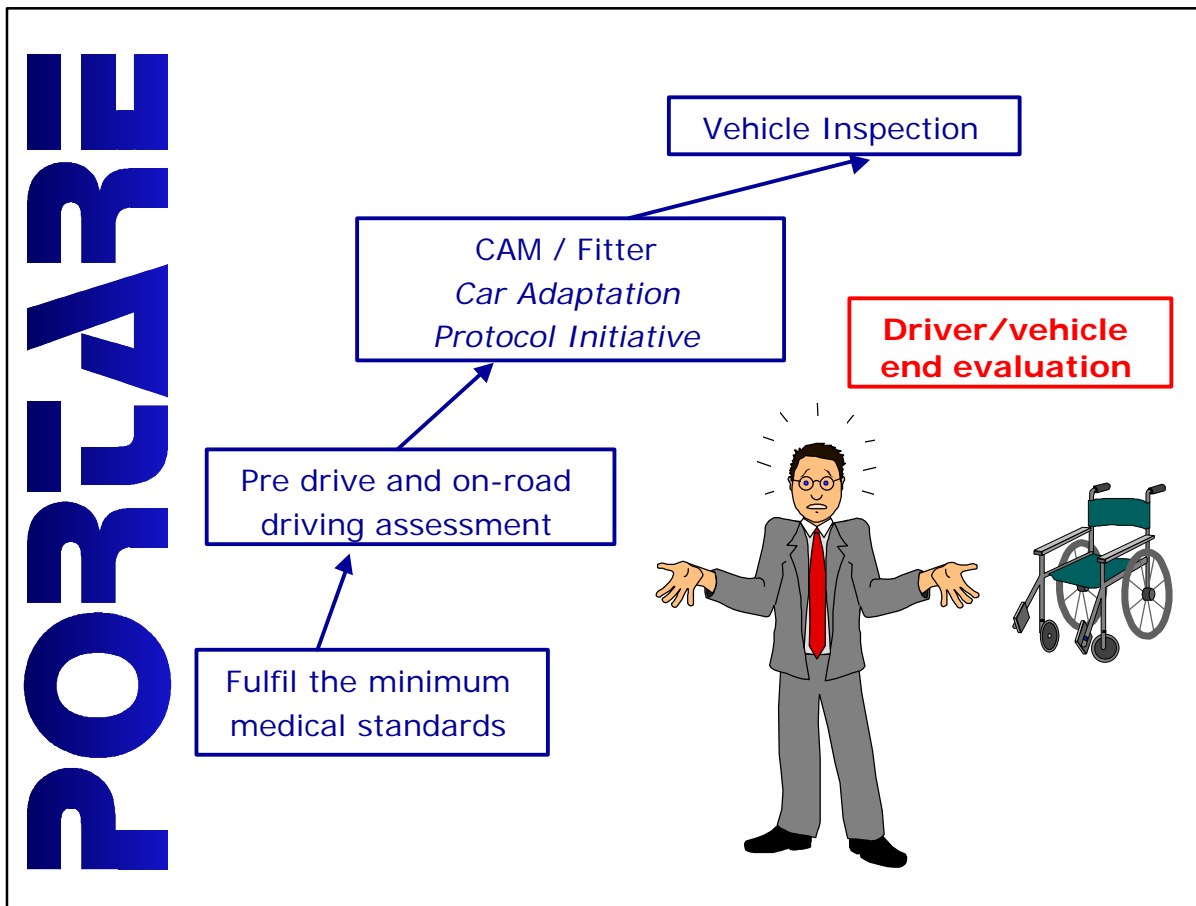 PORTARE
Vehicle Inspection
CAM / Fitter
Car Adaptation
Protocol Initiative
Driver/vehicle
end evaluation
Pre drive and on-road
driving assessment
Fulfil the minimum
medical standards